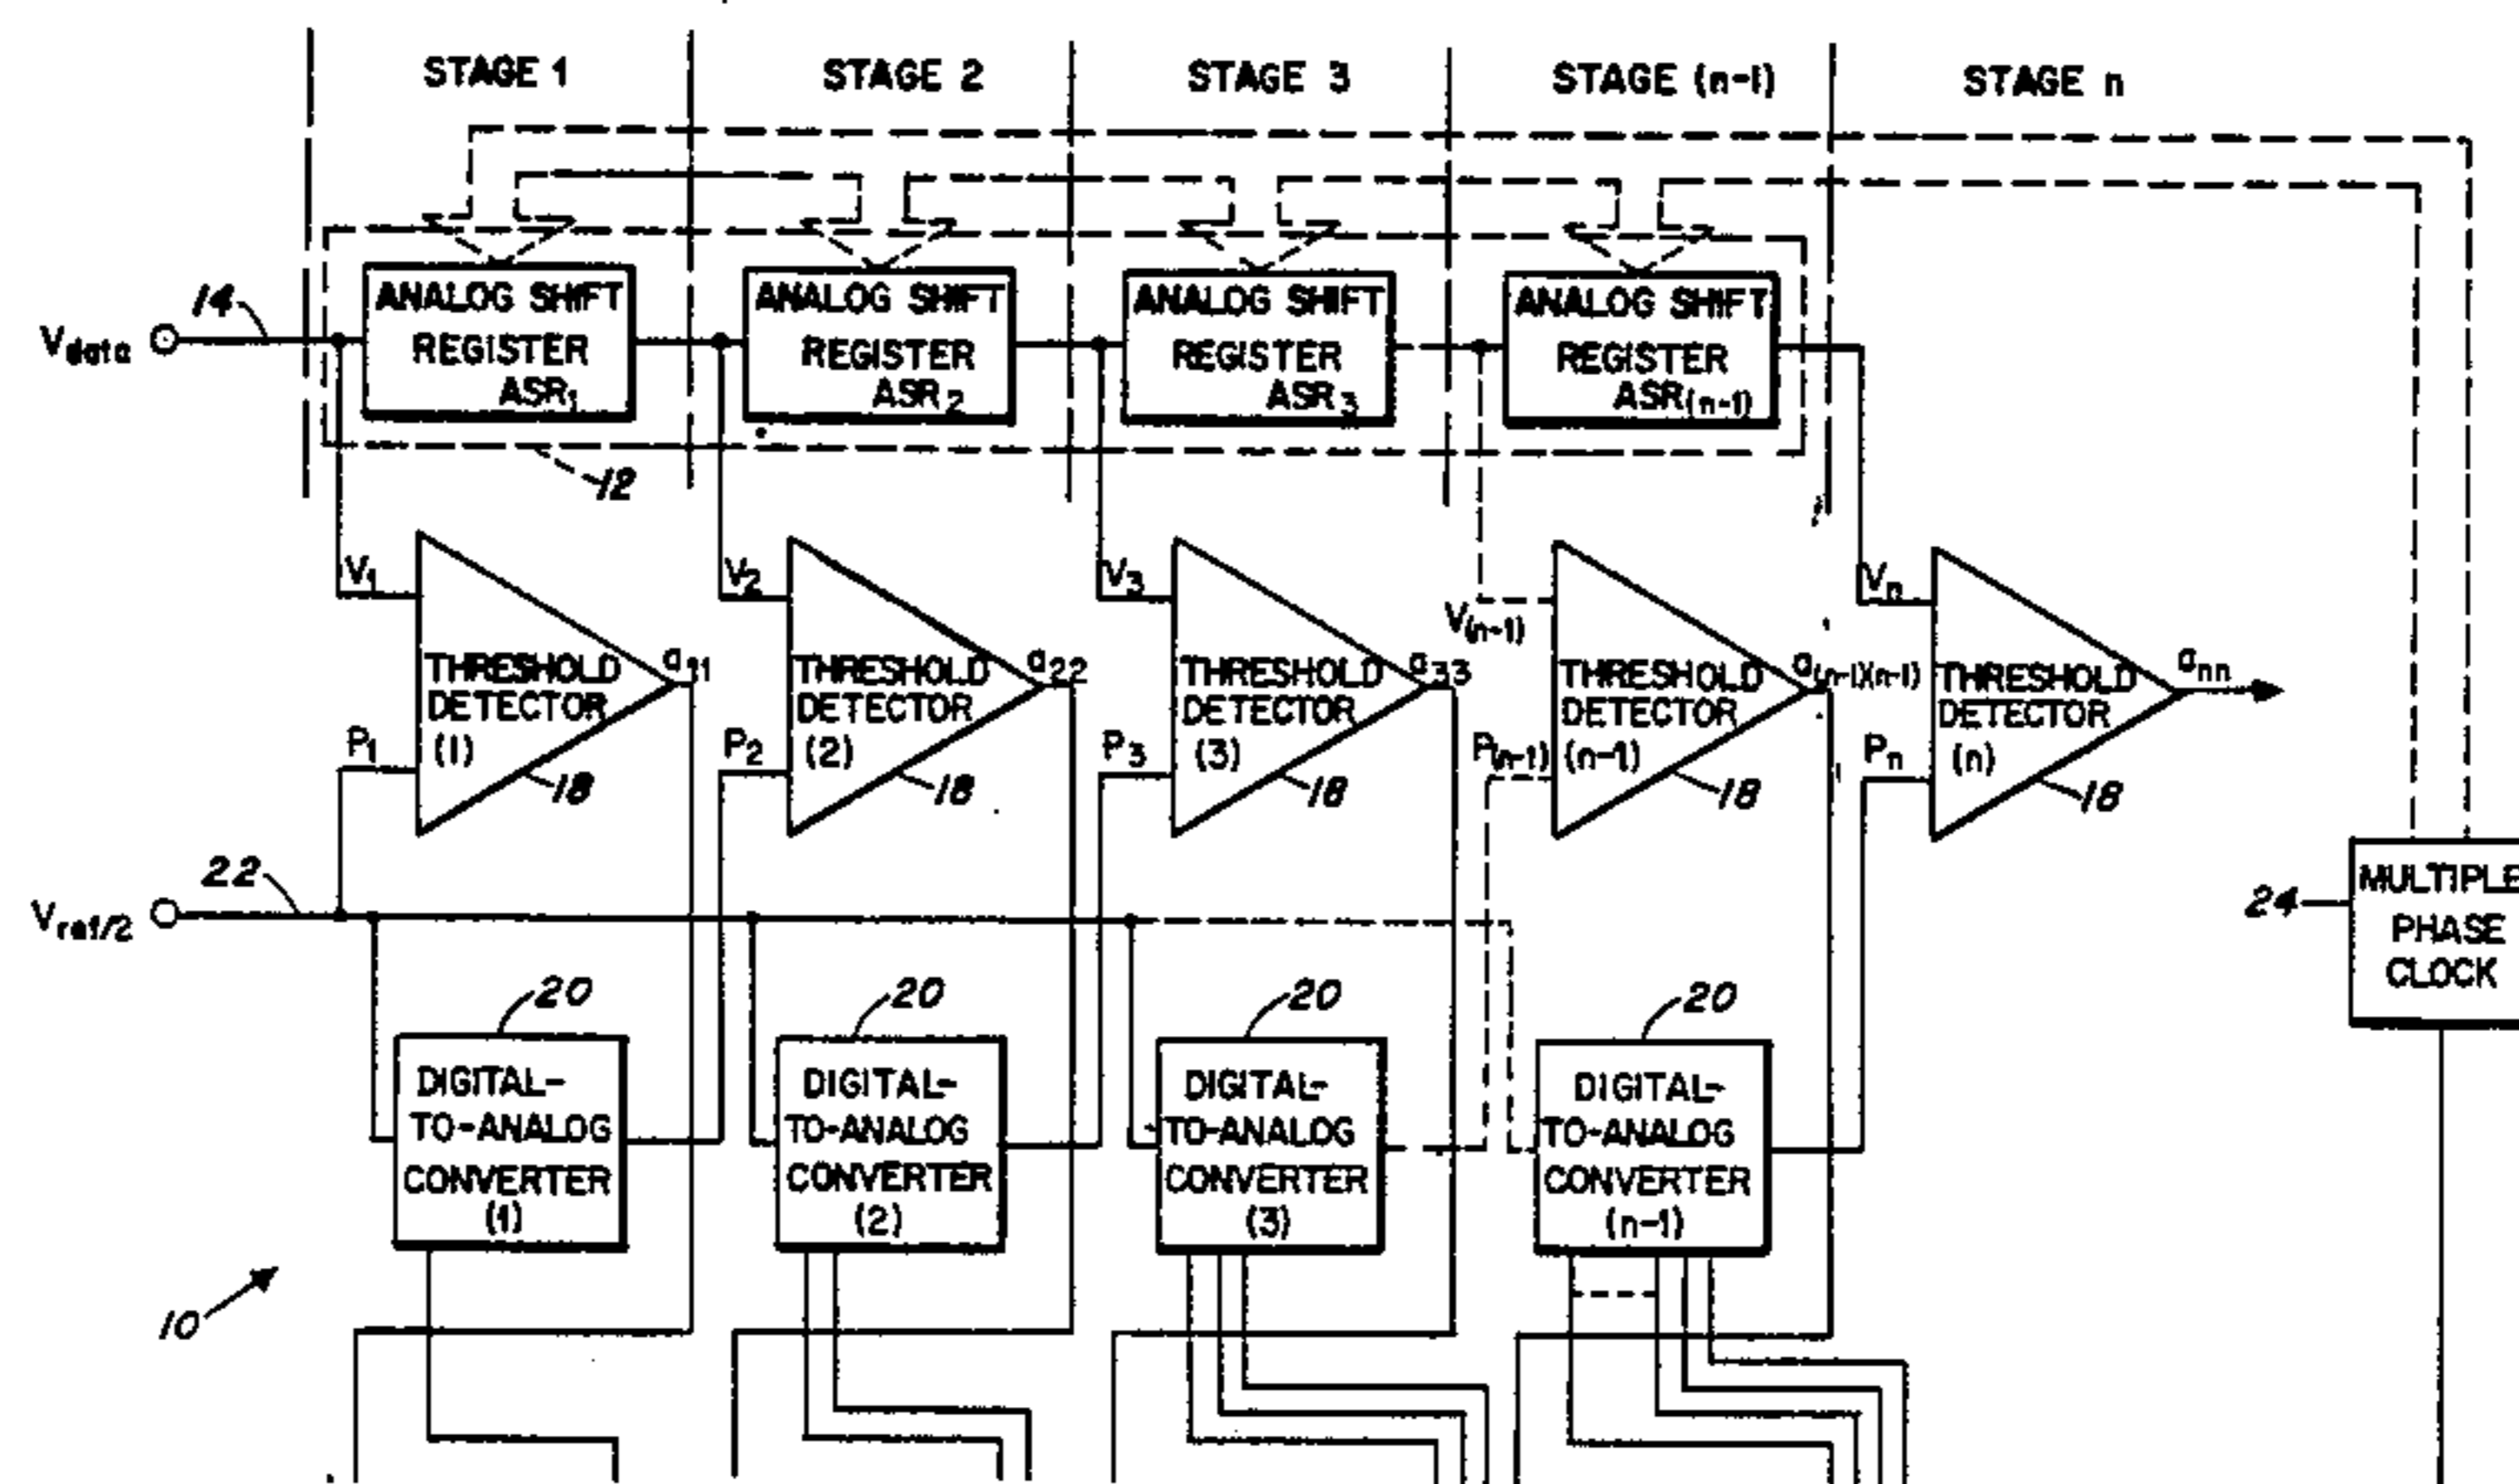 STAGE 1 STAGE 2 STAGE 3 STAGE (n-1) STAGE n
14
Vdata
ANALOG SHIFT REGISTER ASR1
ANALOG SHIFT REGISTER ASR2
ANALOG SHIFT REGISTER ASR3
ANALOG SHIFT REGISTER ASR(n-1)
12
V1 V2 V3 V(n-1) Vn
THRESHOLD DETECTOR (1)
a11
THRESHOLD DETECTOR (2)
a22
THRESHOLD DETECTOR (3)
a33
THRESHOLD DETECTOR (n-1)
a(n-1)(n-1)
THRESHOLD DETECTOR (n)
ann
P1 P2 P3 P(n-1) Pn
18 18 18 18 18
22
Vref/2
24
MULTIPLE
PHASE
CLOCK
20 20 20 20
DIGITAL-
TO-ANALOG
CONVERTER
(1)
DIGITAL-
TO-ANALOG
CONVERTER
(2)
DIGITAL-
TO-ANALOG
CONVERTER
(3)
DIGITAL-
TO-ANALOG
CONVERTER
(n-1)
10